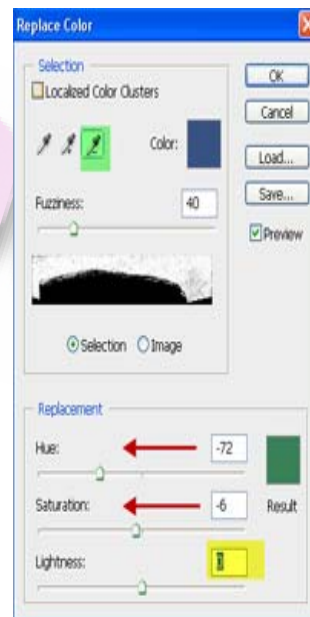 Replace Color
Selection
Localized Color Clusters
OK
Cancel
Color:
Load...
Save...
Fuzziness:
40
Preview
Selection
Image
Replacement
Hue:
-72
Saturation:
-6
Result
Lightness: